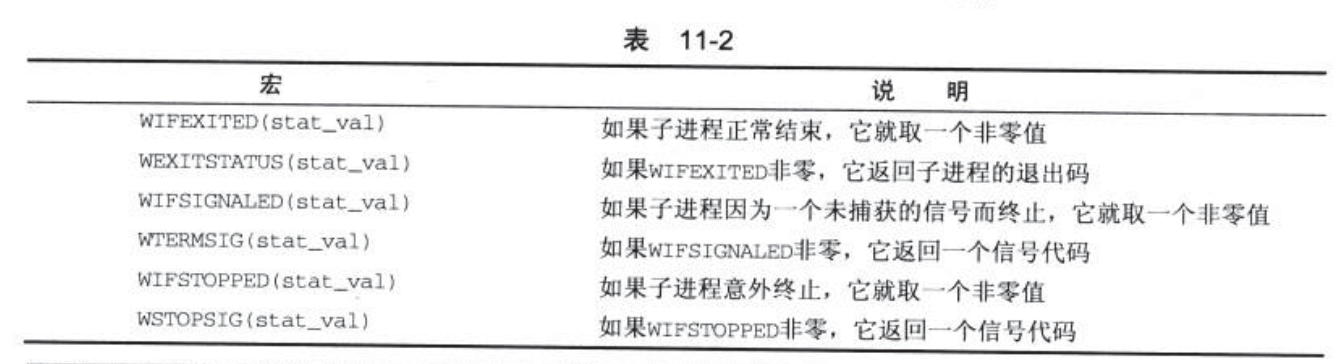 表 11-2
宏 说 明
WIFEXITED(stat_val) 如果子进程正常结束，它就取一个非零值
WEXITSTATUS(stat_val) 如果WIFEXITED非零，它返回子进程的退出码
WIFSIGNALED(stat_val) 如果子进程因为一个未捕获的信号而终止，它就取一个非零值
WTERMSIG(stat_val) 如果WIFSIGNALED非零，它返回一个信号代码
WIFSTOPPED(stat_val) 如果子进程意外终止，它就取一个非零值
WSTOPSIG(stat_val) 如果WIFSTOPPED非零，它返回一个信号代码